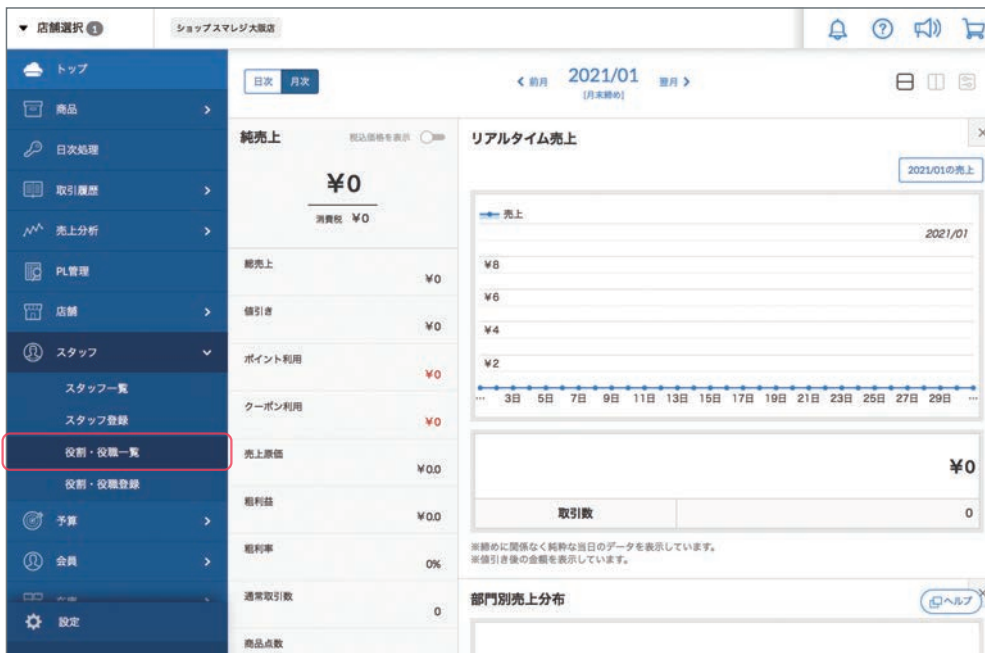 ▼ 店舗選択 1
ショップスマレジ大阪店
トップ
商品
日次処理
取引履歴
売上分析
PL管理
店舗
スタッフ
スタッフ一覧
スタッフ登録
役割・役職一覧
役割・役職登録
予算
会員
設定
日次 月次
前月 2021/01 翌月
[月末締め]
純売上 税込価格を表示
¥0
消費税 ¥0
総売上
¥0
値引き
¥0
ポイント利用
¥0
クーポン利用
¥0
売上原価
¥0.0
粗利益
¥0.0
粗利率
0%
通常取引数
0
商品点数
リアルタイム売上
2021/01の売上
売上
2021/01
¥8
¥6
¥4
¥2
… 3日 5日 7日 9日 11日 13日 15日 17日 19日 21日 23日 25日 27日 29日 …
¥0
取引数 0
※締めに関係なく純粋な当日のデータを表示しています。
※値引き後の金額を表示しています。
部門別売上分布
ヘルプ